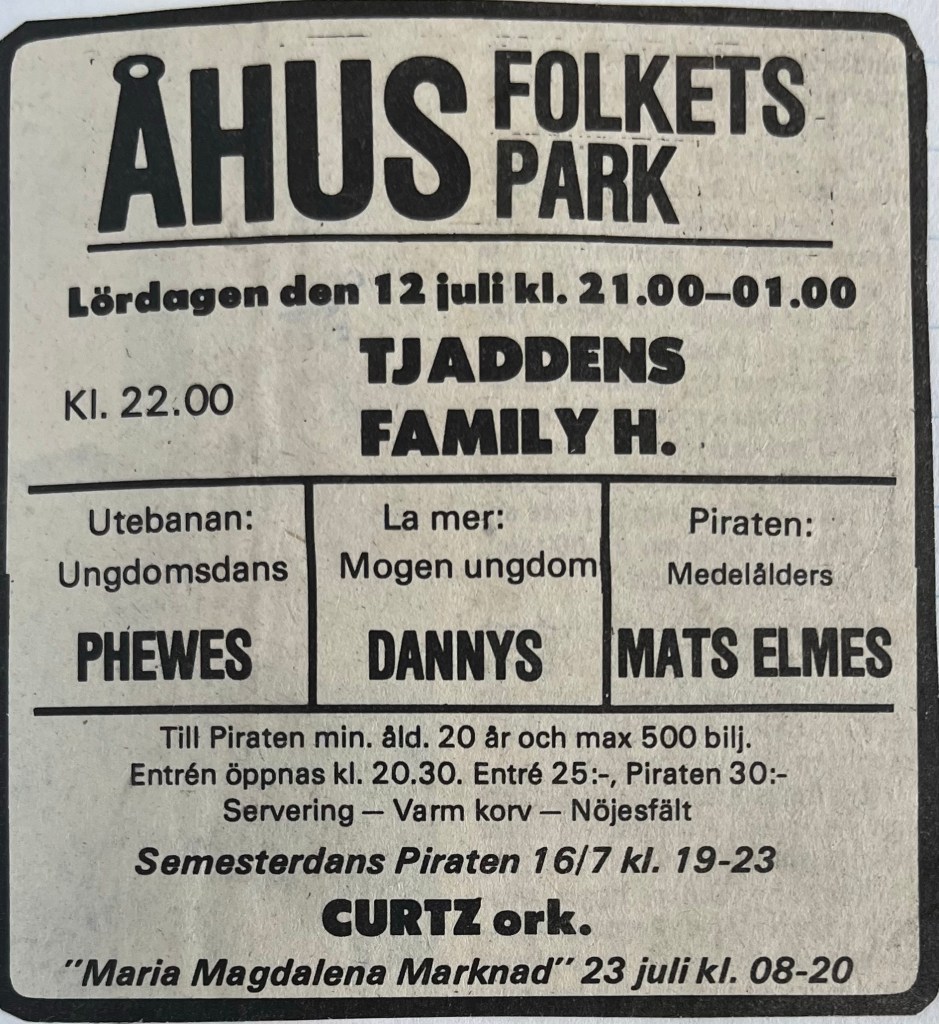 ÅHUS FOLKETS PARK
Lördagen den 12 juli kl. 21.00–01.00
Kl. 22.00
TJADDENS
FAMILY H.
Utebanan:
Ungdomsdans
PHEWES
La mer:
Mogen ungdom
DANNYS
Piraten:
Medelålders
MATS ELMES
Till Piraten min. åld. 20 år och max 500 bilj.
Entrén öppnas kl. 20.30. Entré 25:-, Piraten 30:-
Servering — Varm korv — Nöjesfält
Semesterdans Piraten 16/7 kl. 19-23
CURTZ ork.
"Maria Magdalena Marknad" 23 juli kl. 08-20